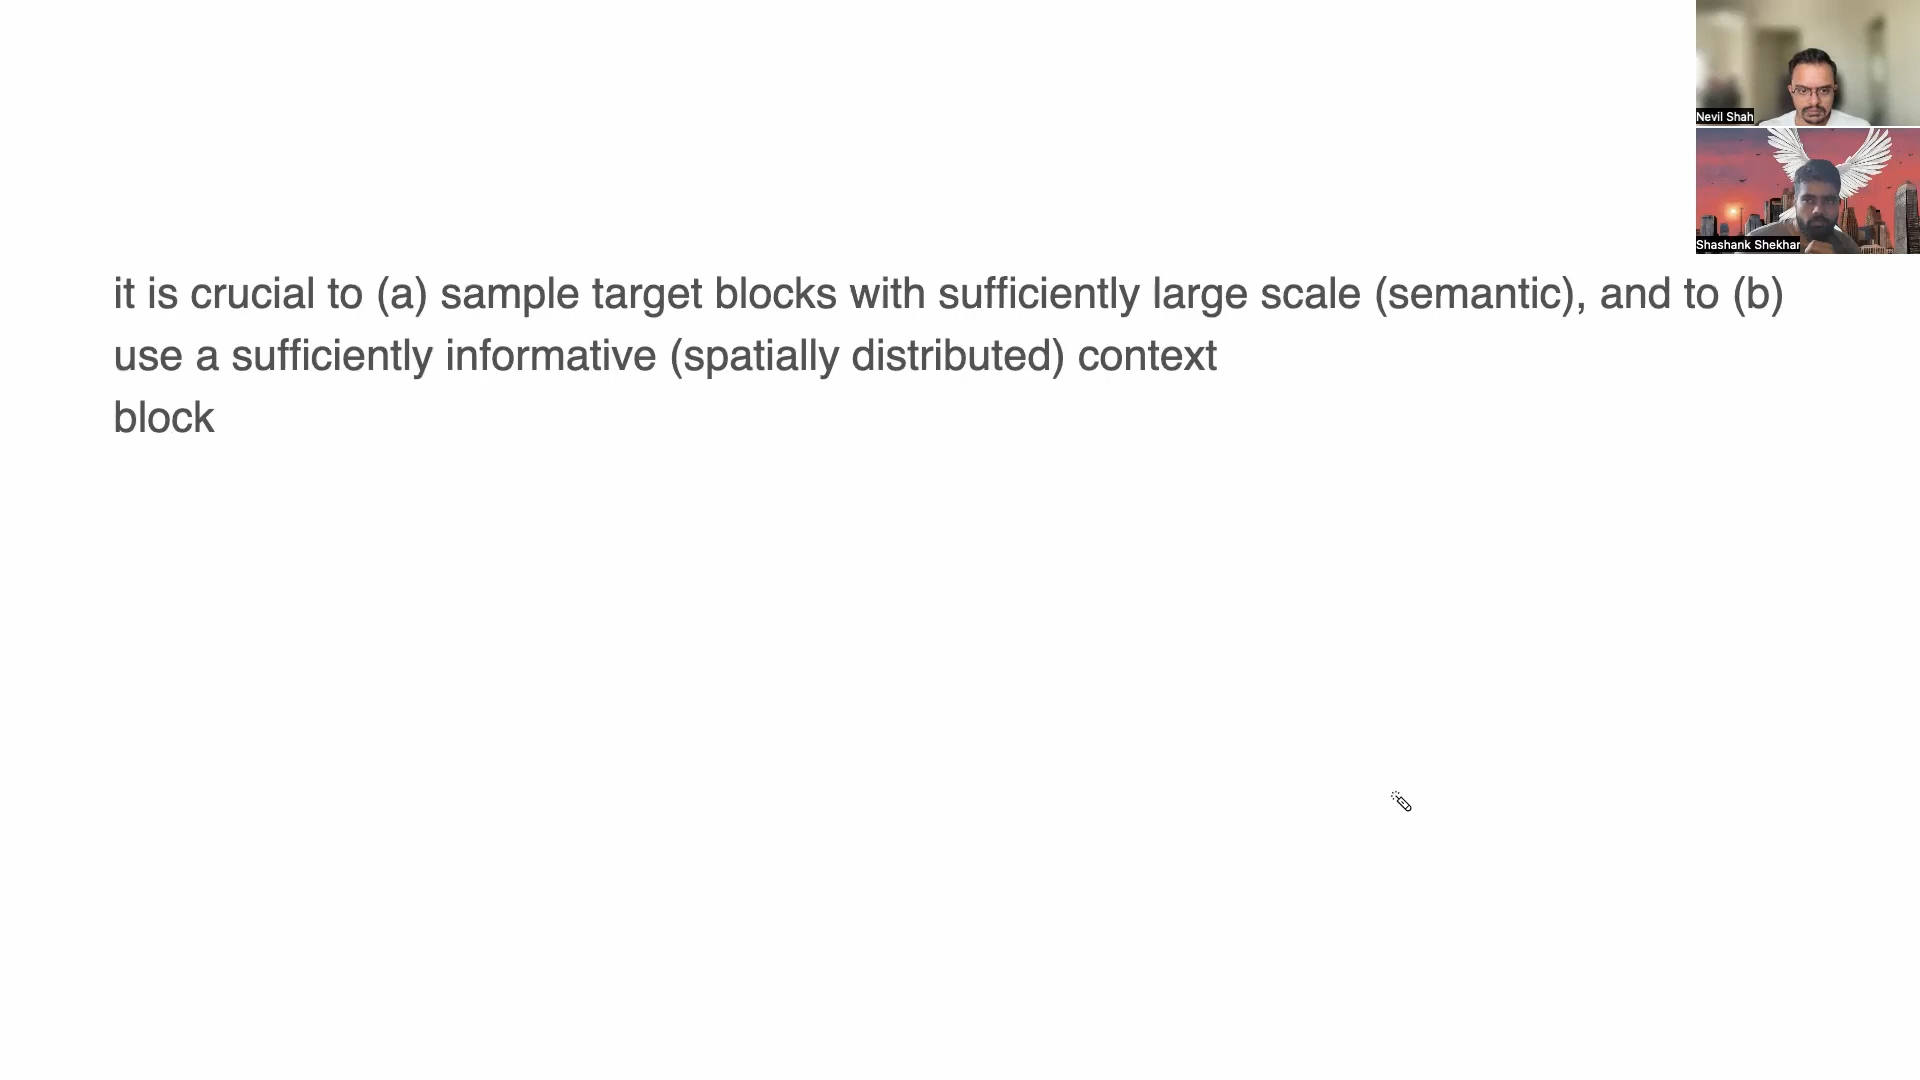 Nevil Shah
Shashank Shekhar
it is crucial to (a) sample target blocks with sufficiently large scale (semantic), and to (b)
use a sufficiently informative (spatially distributed) context
block